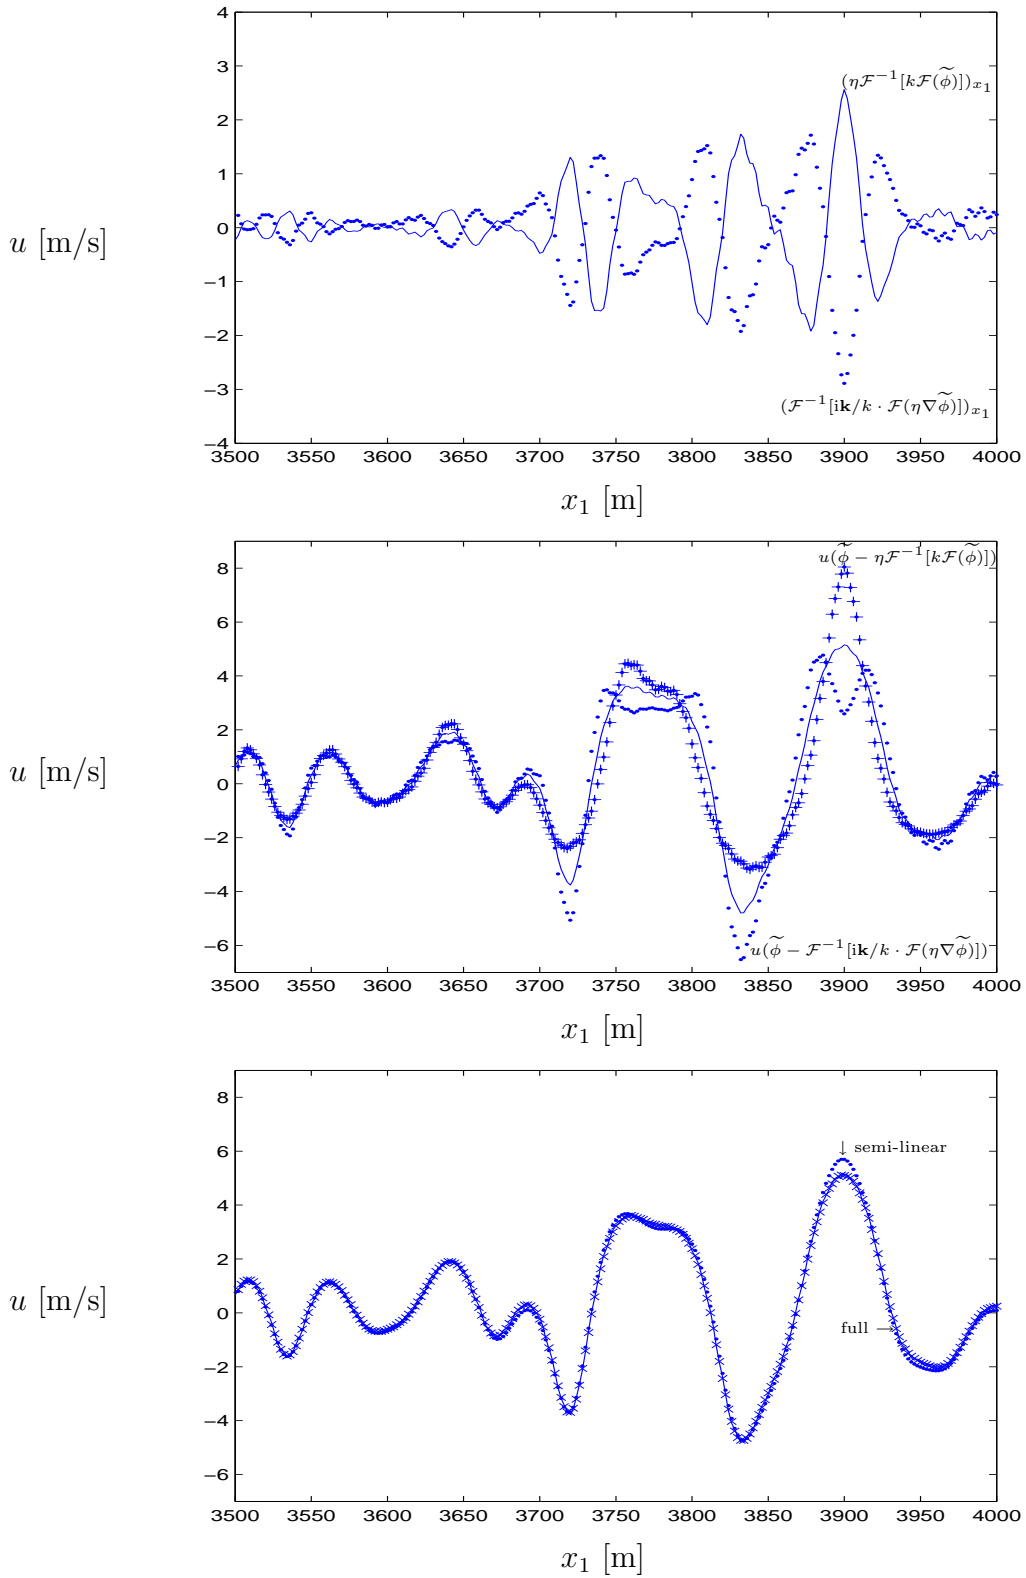 4
3
2
1
0
−1
−2
−3
−4
u [m/s]
(ηF⁻¹[kF(ϕ̃)])ₓ₁
(F⁻¹[ik/k · F(η∇ϕ̃)])ₓ₁
3500 3550 3600 3650 3700 3750 3800 3850 3900 3950 4000
x₁ [m]
8
6
4
2
0
−2
−4
−6
u [m/s]
u(ϕ̃ − ηF⁻¹[kF(ϕ̃)])
u(ϕ̃ − F⁻¹[ik/k · F(η∇ϕ̃)])
3500 3550 3600 3650 3700 3750 3800 3850 3900 3950 4000
x₁ [m]
8
6
4
2
0
−2
−4
−6
u [m/s]
↓ semi-linear
full →
3500 3550 3600 3650 3700 3750 3800 3850 3900 3950 4000
x₁ [m]